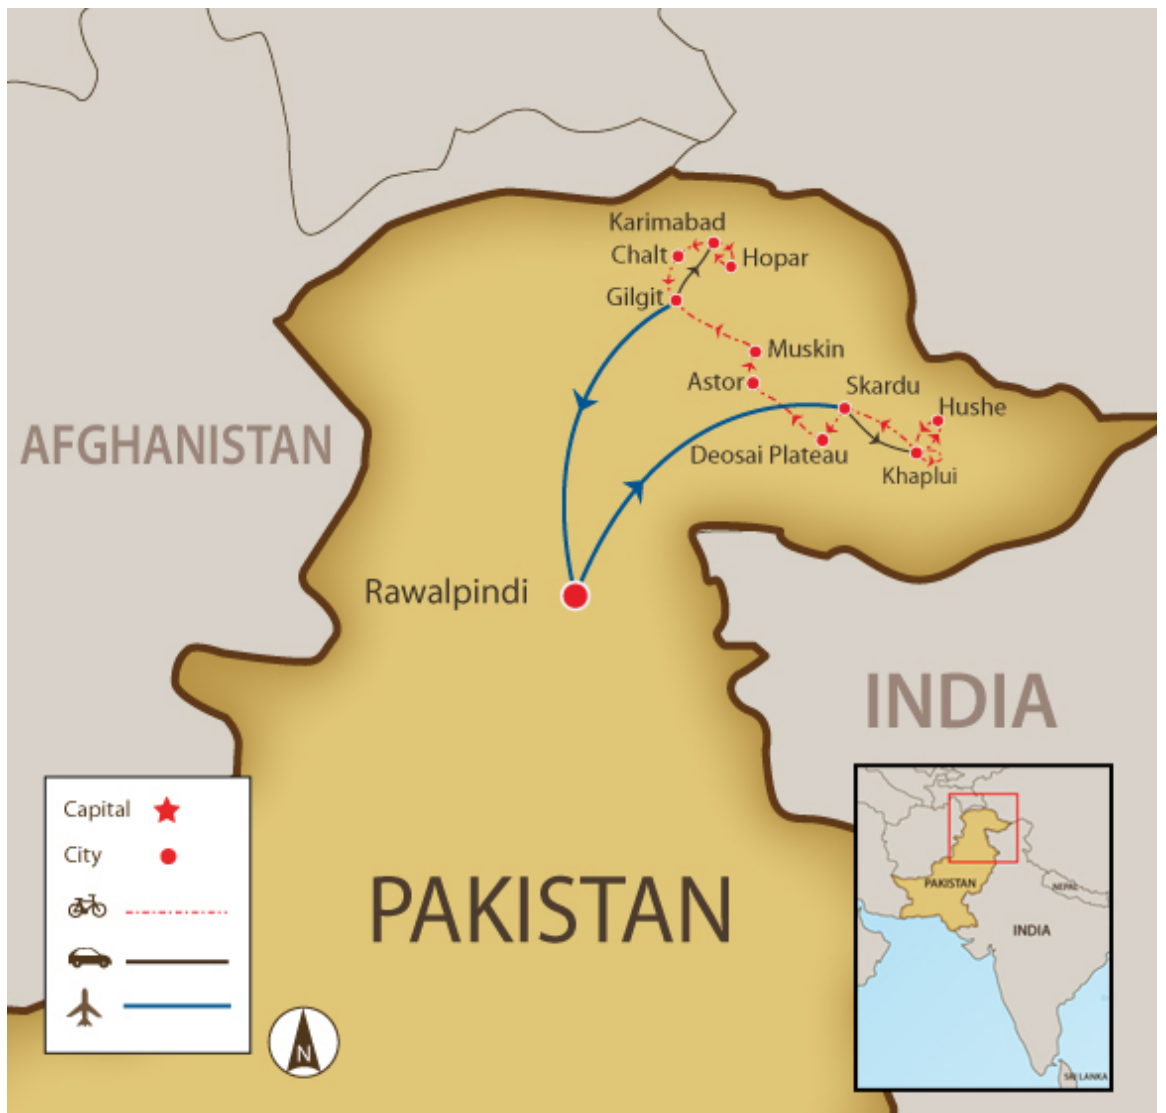 Karimabad
Chalt
Hopar
Gilgit
Muskin
Astor
Skardu
Hushe
AFGHANISTAN
Deosai Plateau
Khaplui
Rawalpindi
INDIA
Capital
City
PAKISTAN
N
PAKISTAN
NEPAL
INDIA
SRI LANKA